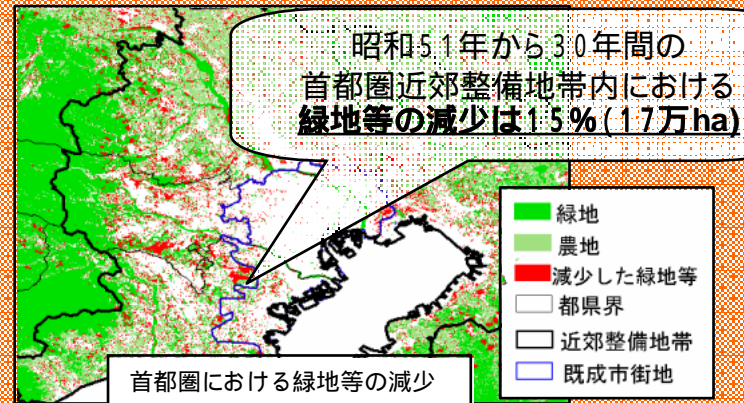 昭和51年から30年間の
首都圏近郊整備地帯内における
緑地等の減少は15%(17万ha)
緑地
農地
減少した緑地等
都県界
近郊整備地帯
既成市街地
首都圏における緑地等の減少